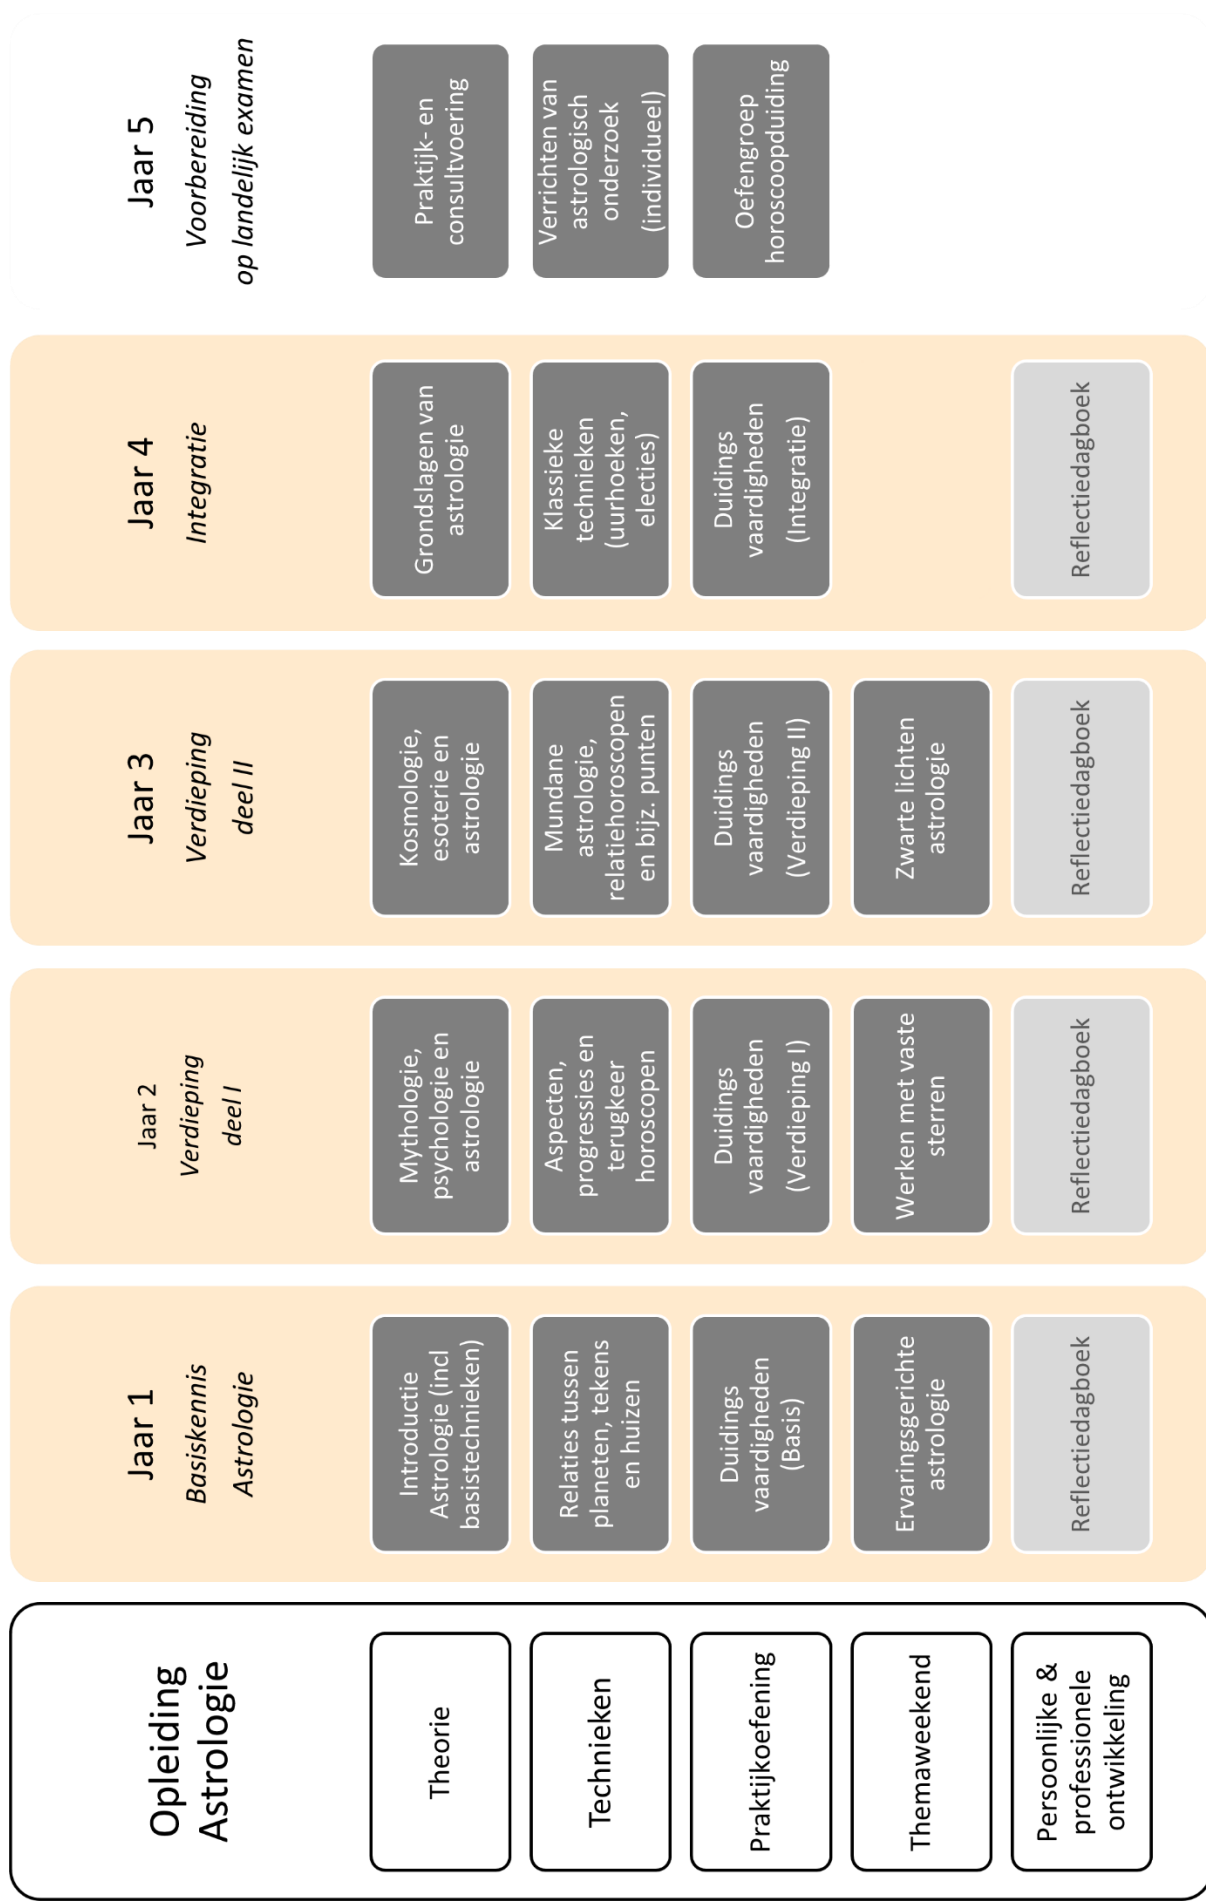 Opleiding
Astrologie
Theorie
Technieken
Praktijkoefening
Themaweekend
Persoonlijke &
professionele
ontwikkeling
Jaar 1
Basiskennis
Astrologie
Introductie
Astrologie (incl
basistechnieken)
Relaties tussen
planeten, tekens
en huizen
Duidings
vaardigheden
(Basis)
Ervaringsgerichte
astrologie
Reflectiedagboek
Jaar 2
Verdieping
deel I
Mythologie,
psychologie en
astrologie
Aspecten,
progressies en
terugkeer
horoscopen
Duidings
vaardigheden
(Verdieping I)
Werken met vaste
sterren
Reflectiedagboek
Jaar 3
Verdieping
deel II
Kosmologie,
esoterie en
astrologie
Mundane
astrologie,
relatiehoroscopen
en bijz. punten
Duidings
vaardigheden
(Verdieping II)
Zwarte lichten
astrologie
Reflectiedagboek
Jaar 4
Integratie
Grondslagen van
astrologie
Klassieke
technieken
(uurhoeken,
electies)
Duidings
vaardigheden
(Integratie)
Reflectiedagboek
Jaar 5
Voorbereiding
op landelijk examen
Praktijk- en
consultvoering
Verrichten van
astrologisch
onderzoek
(individueel)
Oefengroep
horoscoopduiding